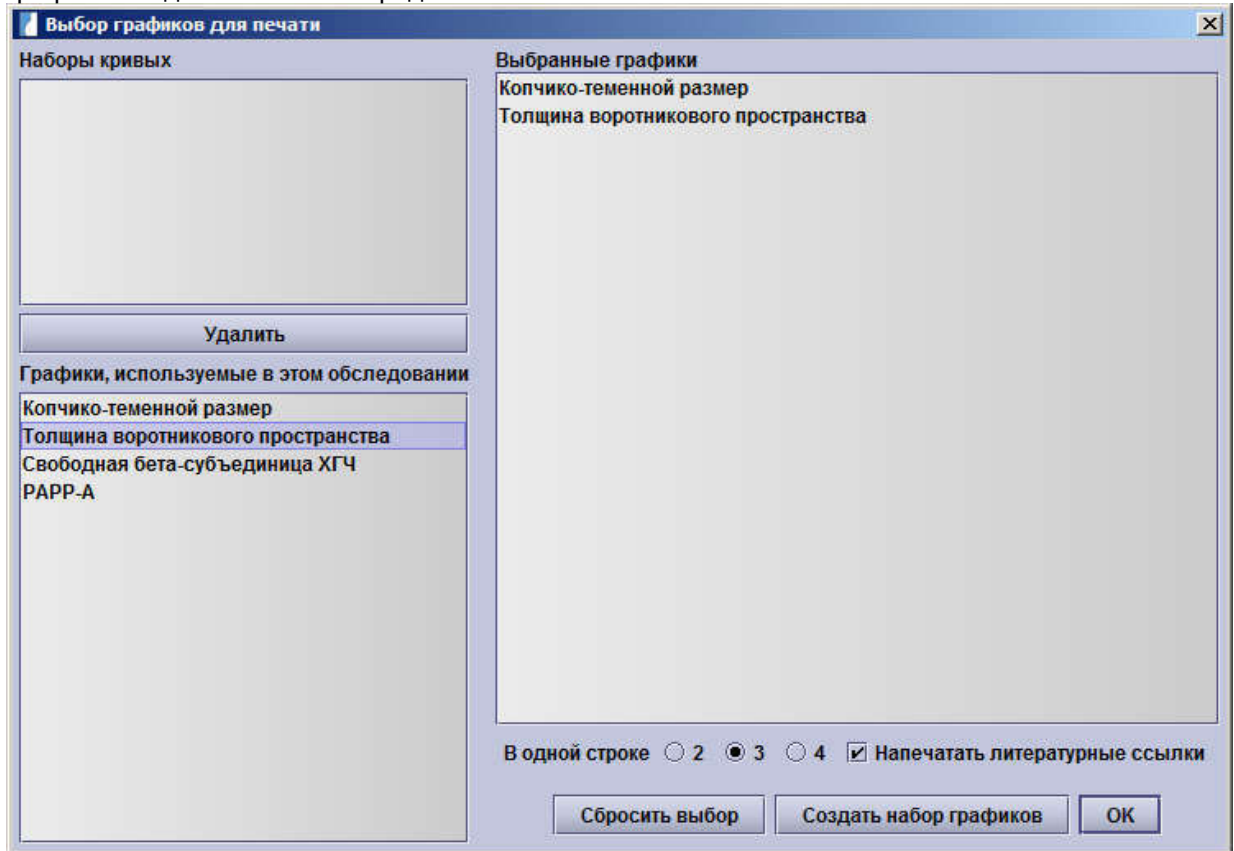 Выбор графиков для печати
Наборы кривых
Удалить
Графики, используемые в этом обследовании
Копчико-теменной размер
Толщина воротникового пространства
Свободная бета-субъединица ХГЧ
PAPP-A
Выбранные графики
Копчико-теменной размер
Толщина воротникового пространства
В одной строке 2 3 4 Напечатать литературные ссылки
Сбросить выбор Создать набор графиков OK